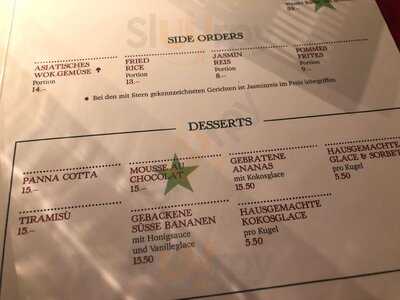 SIDE ORDERS
ASIATISCHES
WOK.GEMÜSE
Portion
14.–
FRIED
RICE
Portion
13.–
JASMIN
REIS
Portion
8.–
POMMES
FRITES
Portion
9.–
Bei den mit Stern gekennzeichneten Gerichten ist Jasminreis im Preis inbegriffen
DESSERTS
PANNA COTTA
15.–
MOUSSE AU
CHOCOLAT
15.–
GEBRATENE
ANANAS
mit Kokosglace
15.50
HAUSGEMACHTE
GLACE & SORBET
pro Kugel
5.50
TIRAMISÙ
15.–
GEBACKENE
SÜSSE BANANEN
mit Honigsauce
und Vanilleglace
15.50
HAUSGEMACHTE
KOKOSGLACE
pro Kugel
5.50